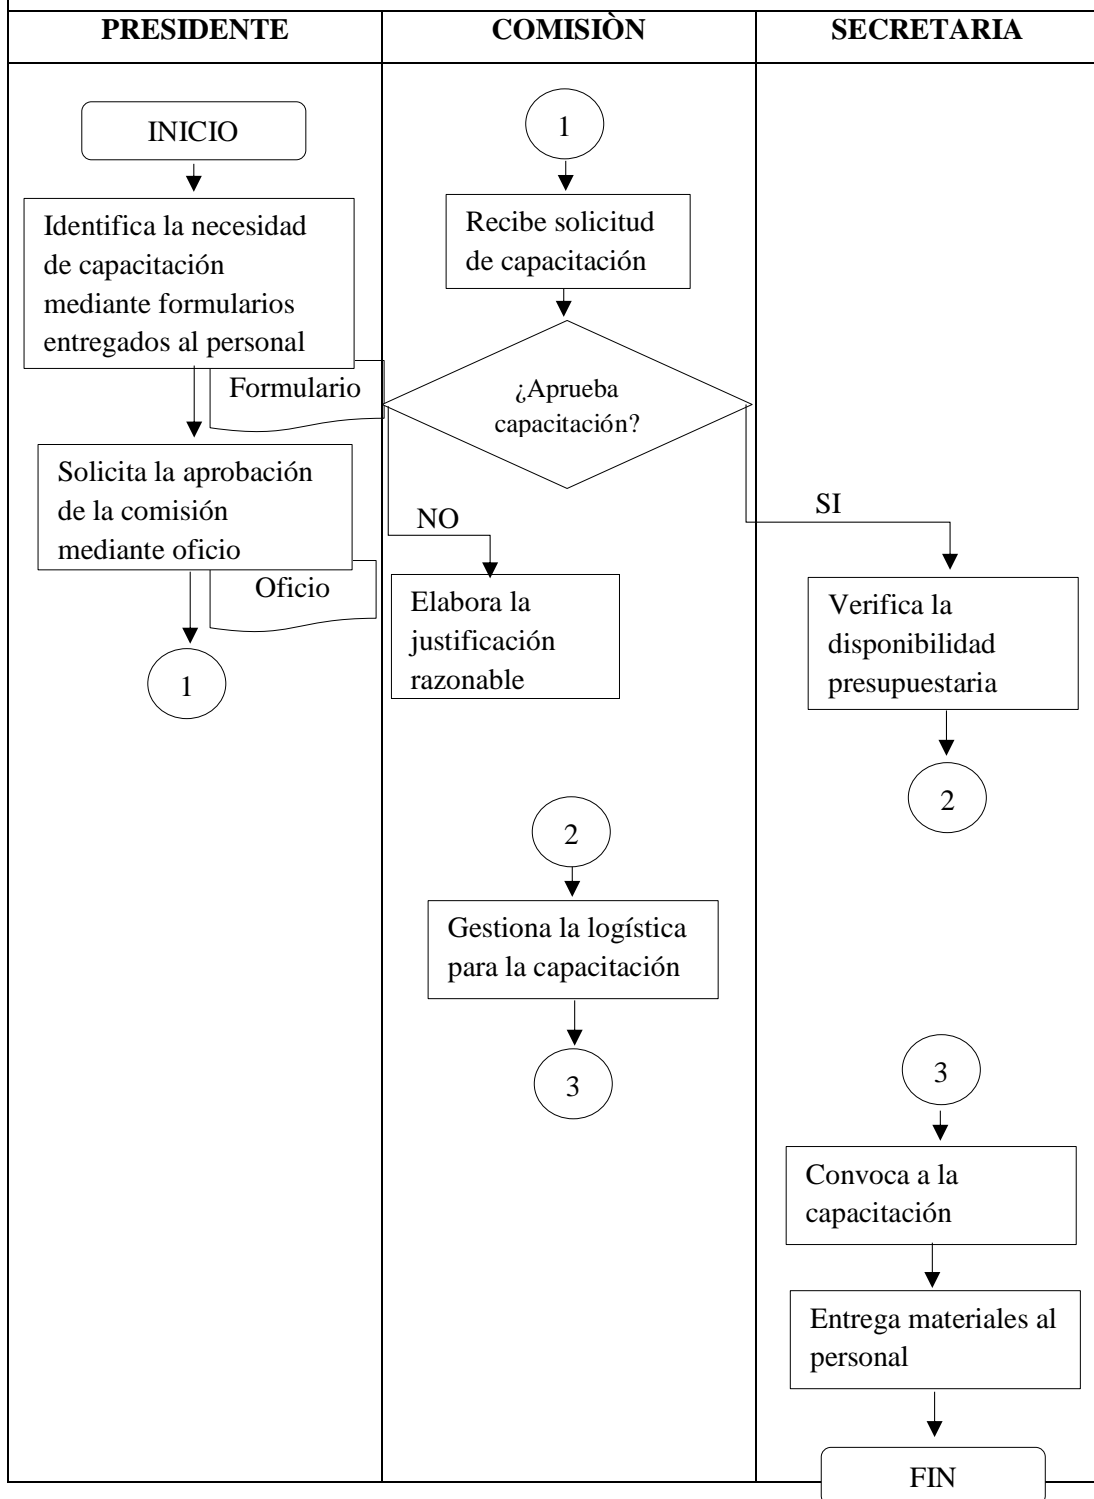 PRESIDENTE
COMISIÒN
SECRETARIA
INICIO
Identifica la necesidad
de capacitación
mediante formularios
entregados al personal
Formulario
Solicita la aprobación
de la comisión
mediante oficio
Oficio
1
1
Recibe solicitud
de capacitación
¿Aprueba
capacitación?
NO
SI
Elabora la
justificación
razonable
Verifica la
disponibilidad
presupuestaria
2
2
Gestiona la logística
para la capacitación
3
3
Convoca a la
capacitación
Entrega materiales al
personal
FIN